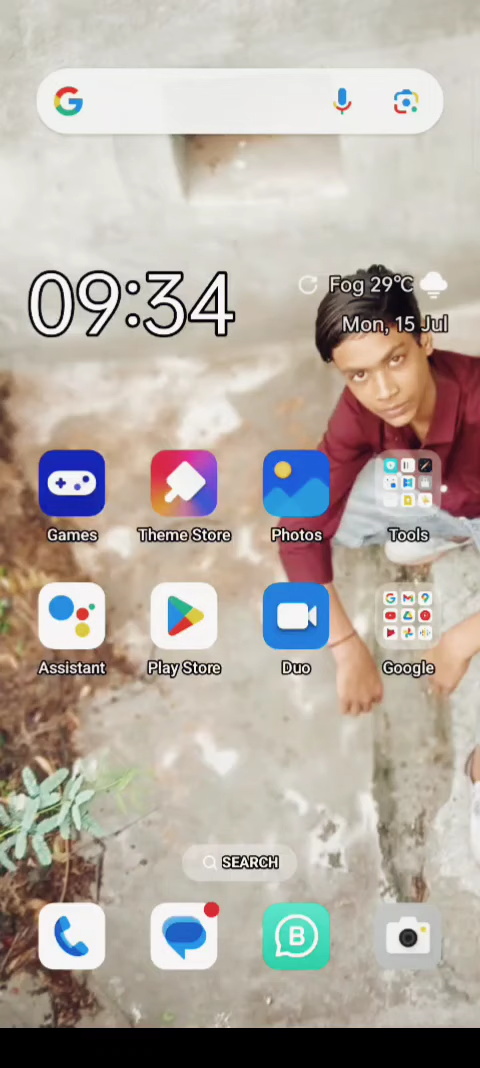 09:34
Fog 29°C
Mon, 15 Jul
Games
Theme Store
Photos
Tools
Assistant
Play Store
Duo
Google
SEARCH
B